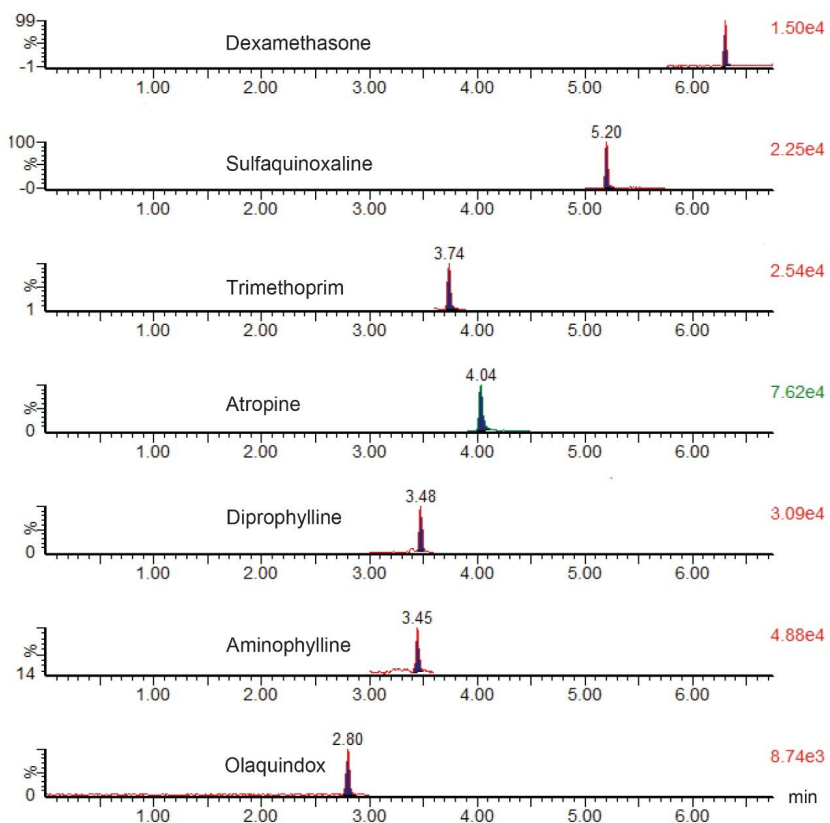 99
1.50e4
%
Dexamethasone
-1
1.00 2.00 3.00 4.00 5.00 6.00
5.20
100
2.25e4
%
Sulfaquinoxaline
-0
1.00 2.00 3.00 4.00 5.00 6.00
3.74
2.54e4
%
Trimethoprim
1
1.00 2.00 3.00 4.00 5.00 6.00
4.04
7.62e4
%
Atropine
0
1.00 2.00 3.00 4.00 5.00 6.00
3.48
3.09e4
%
Diprophylline
0
1.00 2.00 3.00 4.00 5.00 6.00
3.45
4.88e4
%
Aminophylline
14
1.00 2.00 3.00 4.00 5.00 6.00
2.80
8.74e3
%
Olaquindox
0
min
1.00 2.00 3.00 4.00 5.00 6.00